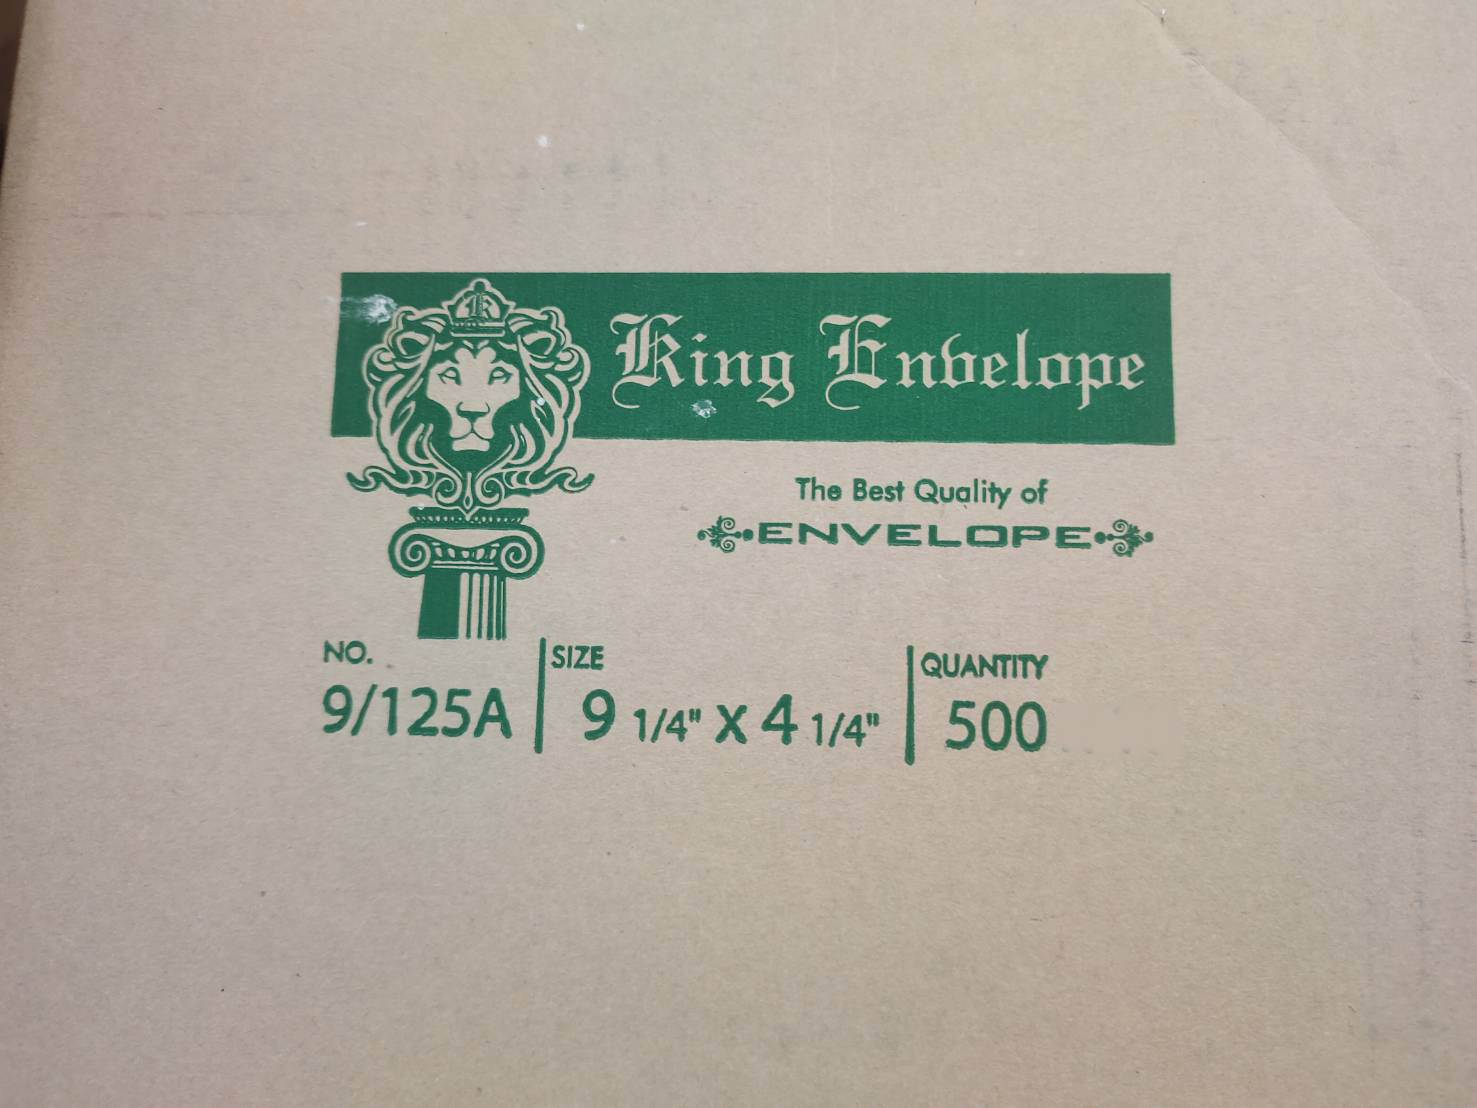 King Envelope
The Best Quality of
ENVELOPE
NO.
9/125A
SIZE
9 1/4" X 4 1/4"
QUANTITY
500